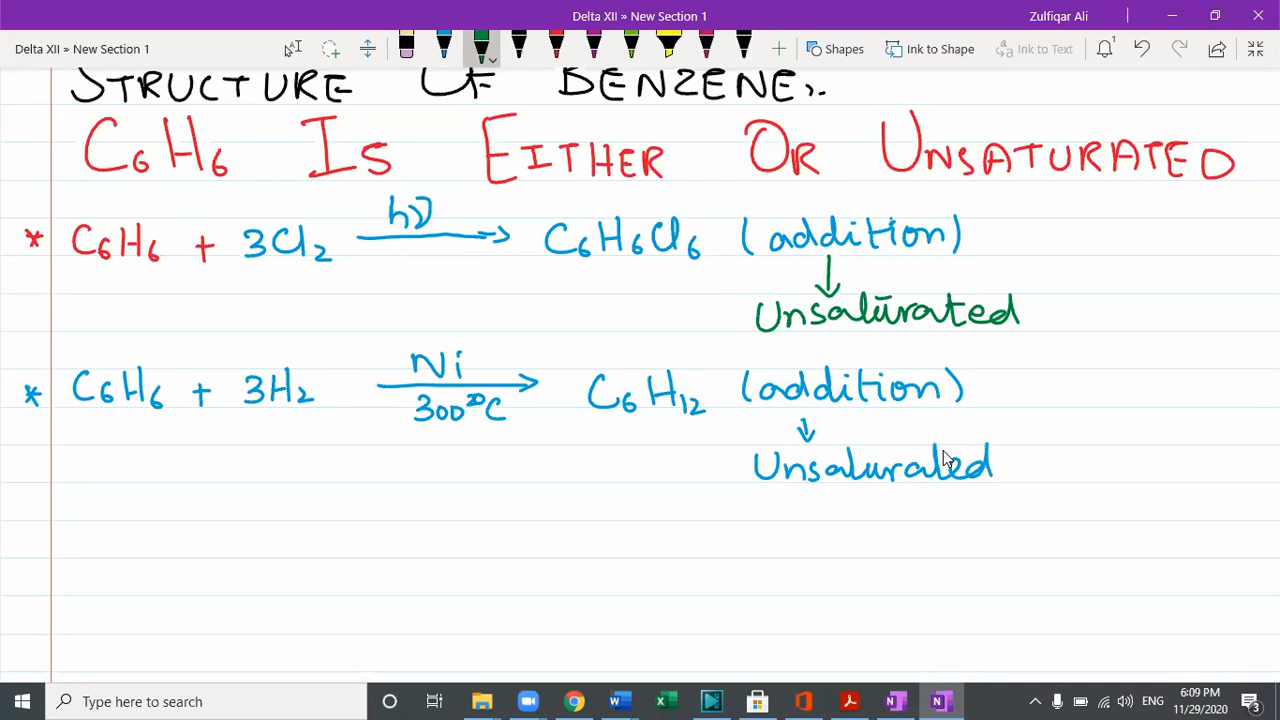 Delta XII » New Section 1
Zulfiqar Ali
Delta XII » New Section 1
Shapes
Ink to Shape
Ink to Text
STRUCTURE OF BENZENE:.
C6H6 IS EITHER OR UNSATURATED
* C6H6 + 3Cl2 hν → C6H6Cl6 (addition)
↓
Unsaturated
* C6H6 + 3H2 Ni → C6H12 (addition)
300°C
↓
Unsaturated
Type here to search
ENG
6:09 PM
11/29/2020
3